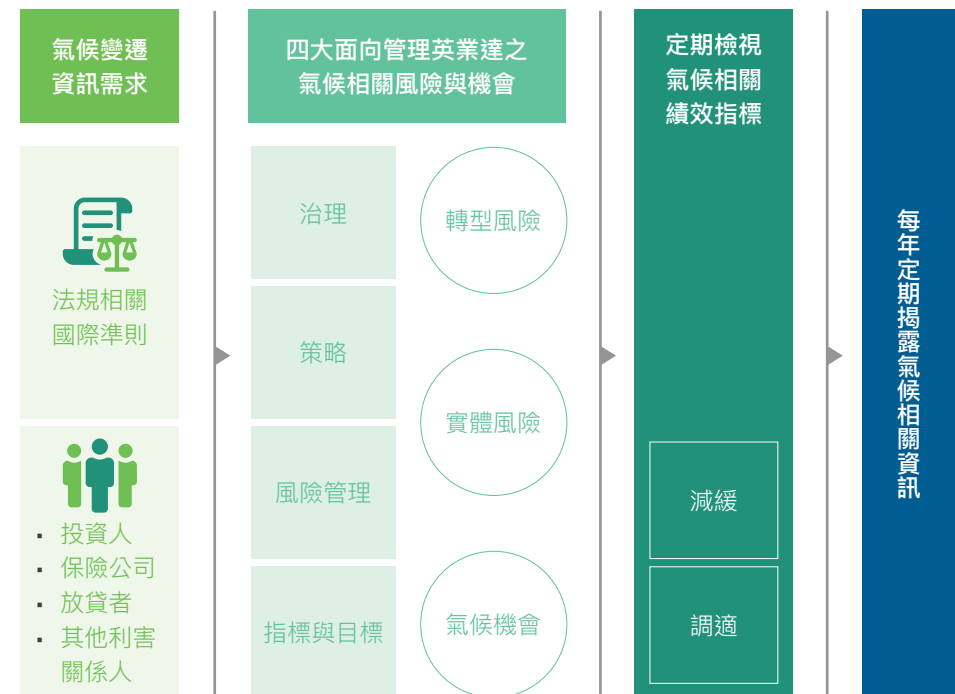 氣候變遷
資訊需求
法規相關
國際準則
▪ 投資人
▪ 保險公司
▪ 放貸者
▪ 其他利害
關係人
四大面向管理英業達之
氣候相關風險與機會
治理
策略
風險管理
指標與目標
轉型風險
實體風險
氣候機會
定期檢視
氣候相關
績效指標
減緩
調適
每年定期揭露氣候相關資訊